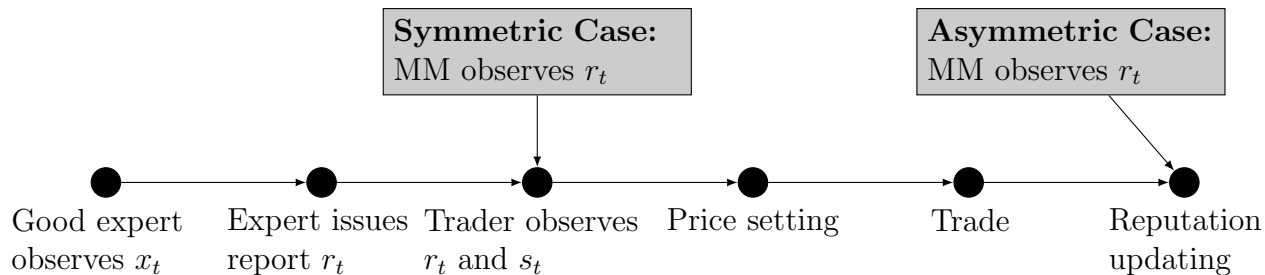 Symmetric Case:
MM observes r_t
Asymmetric Case:
MM observes r_t
Good expert
observes x_t
Expert issues
report r_t
Trader observes
r_t and s_t
Price setting
Trade
Reputation
updating